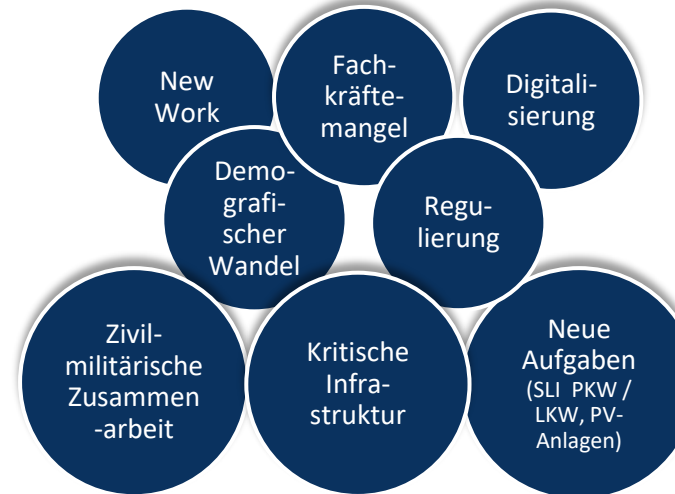 New
Work
Fach-
kräfte-
mangel
Digitali-
sierung
Demo-
grafi-
scher
Wandel
Regu-
lierung
Zivil-
militärische
Zusammen
-arbeit
Kritische
Infra-
struktur
Neue
Aufgaben
(SLI PKW /
LKW, PV-
Anlagen)